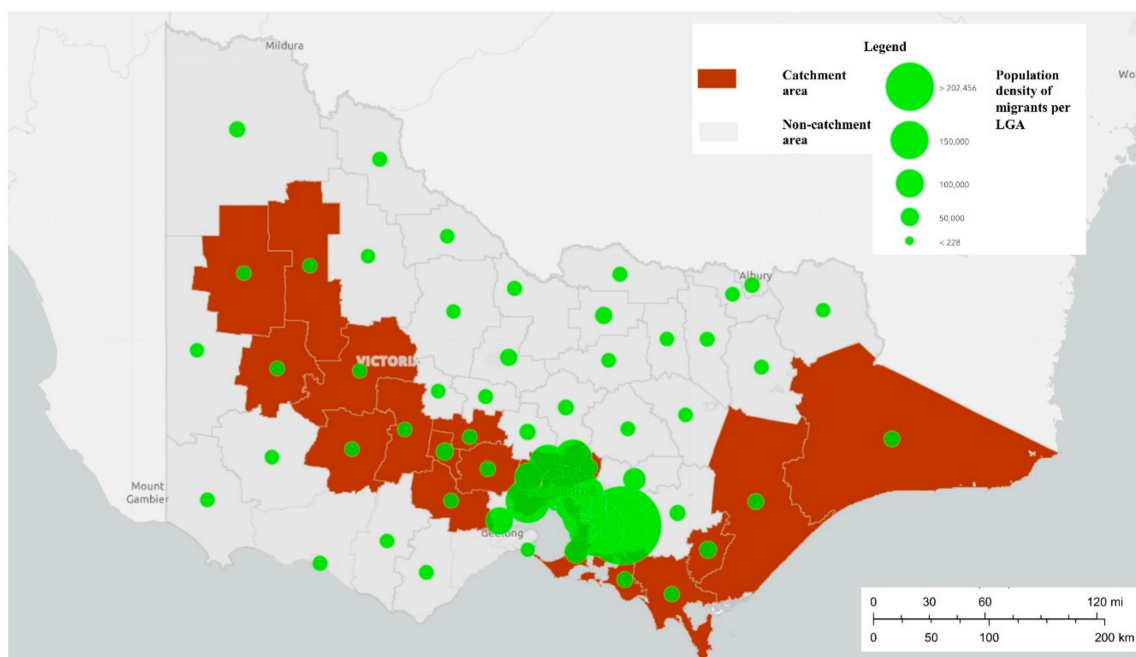 Mildura
Legend
Wo
Catchment
area
> 202,456
Population
density of
migrants per
LGA
Non-catchment
area
150,000
100,000
50,000
< 228
Albury
VICTORIA
Mount
Gambier
Geelong
0 30 60 120 mi
0 50 100 200 km